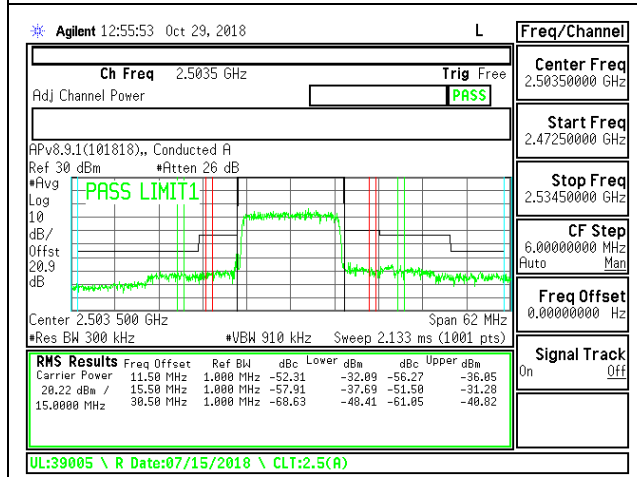 Agilent 12:55:53 Oct 29, 2018 L
Freq/Channel
Ch Freq 2.5035 GHz Trig Free
Adj Channel Power PASS
APv8.9.1(101818),, Conducted A
Ref 30 dBm #Atten 26 dB
#Avg
Log
10
dB/
Offst
20.9
dB
PASS LIMIT1
Center 2.503 500 GHz Span 62 MHz
#Res BW 300 kHz #VBW 910 kHz Sweep 2.133 ms (1001 pts)
RMS Results Freq Offset Ref BW dBc Lower dBm dBc Upper dBm
Carrier Power 11.50 MHz 1.000 MHz -52.31 -32.09 -56.27 -36.05
20.22 dBm / 15.50 MHz 1.000 MHz -57.91 -37.69 -51.50 -31.28
15.0000 MHz 30.50 MHz 1.000 MHz -68.63 -48.41 -61.05 -40.82
UL:39005 \ R Date:07/15/2018 \ CLT:2.5(A)
Center Freq
2.50350000 GHz
Start Freq
2.47250000 GHz
Stop Freq
2.53450000 GHz
CF Step
6.00000000 MHz
Auto Man
Freq Offset
0.00000000 Hz
Signal Track
On Off